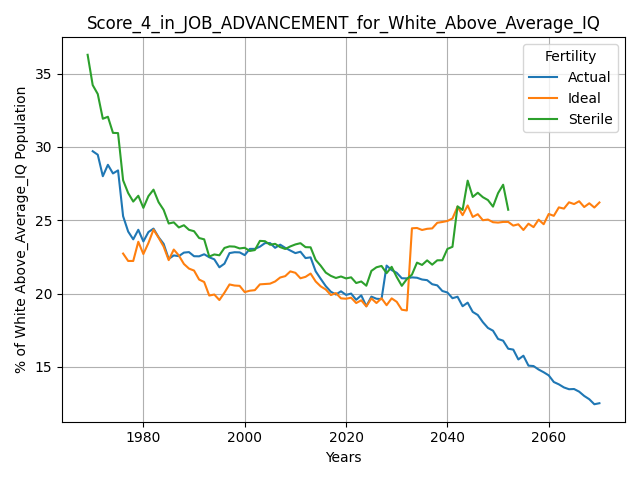 Score_4_in_JOB_ADVANCEMENT_for_White_Above_Average_IQ
% of White Above_Average_IQ Population
35
30
25
20
15
Fertility
Actual
Ideal
Sterile
1980 2000 2020 2040 2060
Years